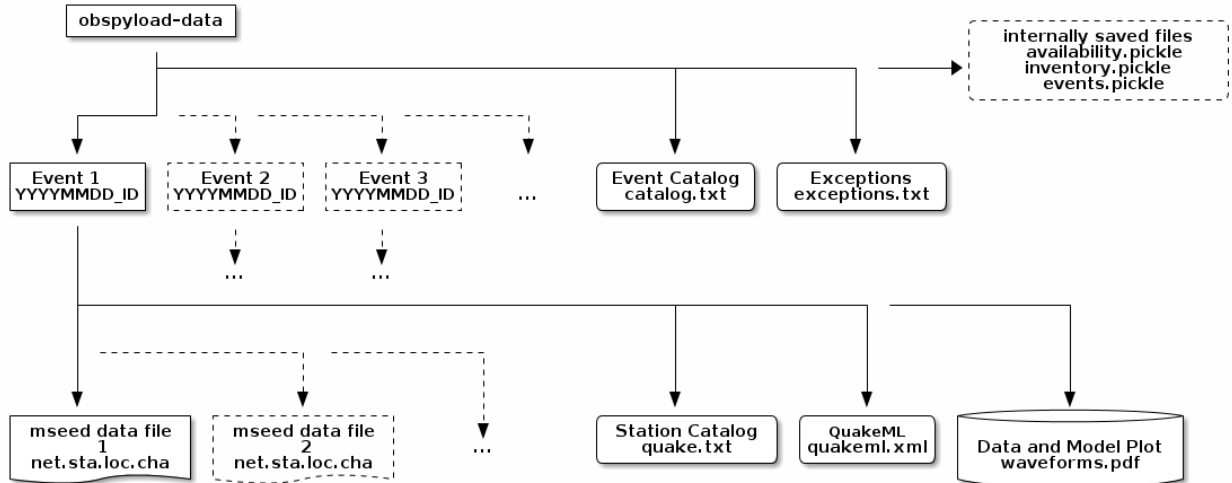 obspyload-data
internally saved files
availability.pickle
inventory.pickle
events.pickle
Event 1
YYYYMMDD_ID
Event 2
YYYYMMDD_ID
Event 3
YYYYMMDD_ID
...
Event Catalog
catalog.txt
Exceptions
exceptions.txt
...
...
mseed data file
1
net.sta.loc.cha
mseed data file
2
net.sta.loc.cha
...
Station Catalog
quake.txt
QuakeML
quakeml.xml
Data and Model Plot
waveforms.pdf